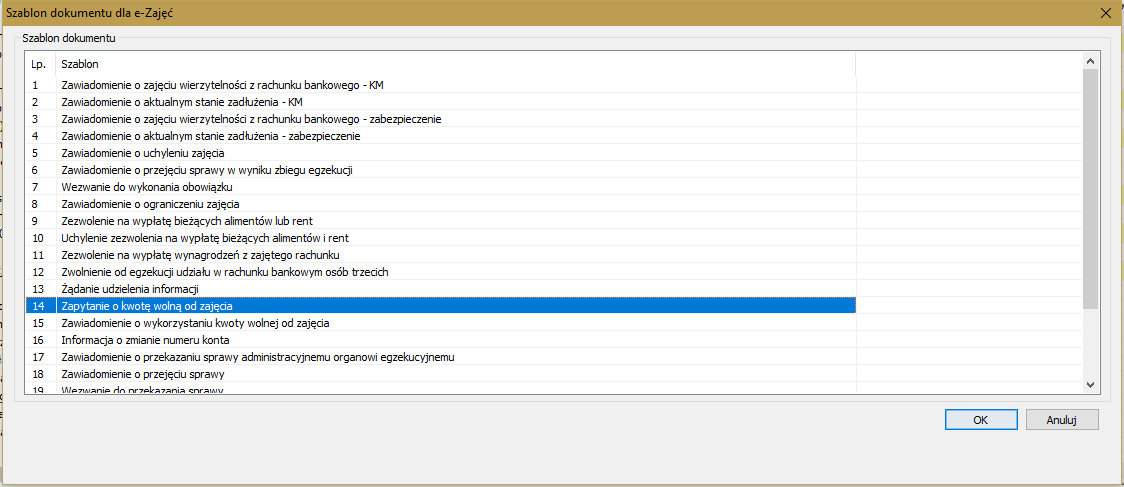 Szablon dokumentu dla e-Zajęć
Szablon dokumentu
Lp. Szablon
1 Zawiadomienie o zajęciu wierzytelności z rachunku bankowego - KM
2 Zawiadomienie o aktualnym stanie zadłużenia - KM
3 Zawiadomienie o zajęciu wierzytelności z rachunku bankowego - zabezpieczenie
4 Zawiadomienie o aktualnym stanie zadłużenia - zabezpieczenie
5 Zawiadomienie o uchyleniu zajęcia
6 Zawiadomienie o przejęciu sprawy w wyniku zbiegu egzekucji
7 Wezwanie do wykonania obowiązku
8 Zawiadomienie o ograniczeniu zajęcia
9 Zezwolenie na wypłatę bieżących alimentów lub rent
10 Uchylenie zezwolenia na wypłatę bieżących alimentów i rent
11 Zezwolenie na wypłatę wynagrodzeń z zajętego rachunku
12 Zwolnienie od egzekucji udziału w rachunku bankowym osób trzecich
13 Żądanie udzielenia informacji
14 Zapytanie o kwotę wolną od zajęcia
15 Zawiadomienie o wykorzystaniu kwoty wolnej od zajęcia
16 Informacja o zmianie numeru konta
17 Zawiadomienie o przekazaniu sprawy administracyjnemu organowi egzekucyjnemu
18 Zawiadomienie o przejęciu sprawy
19 Wezwanie do przekazania sprawy
OK Anuluj